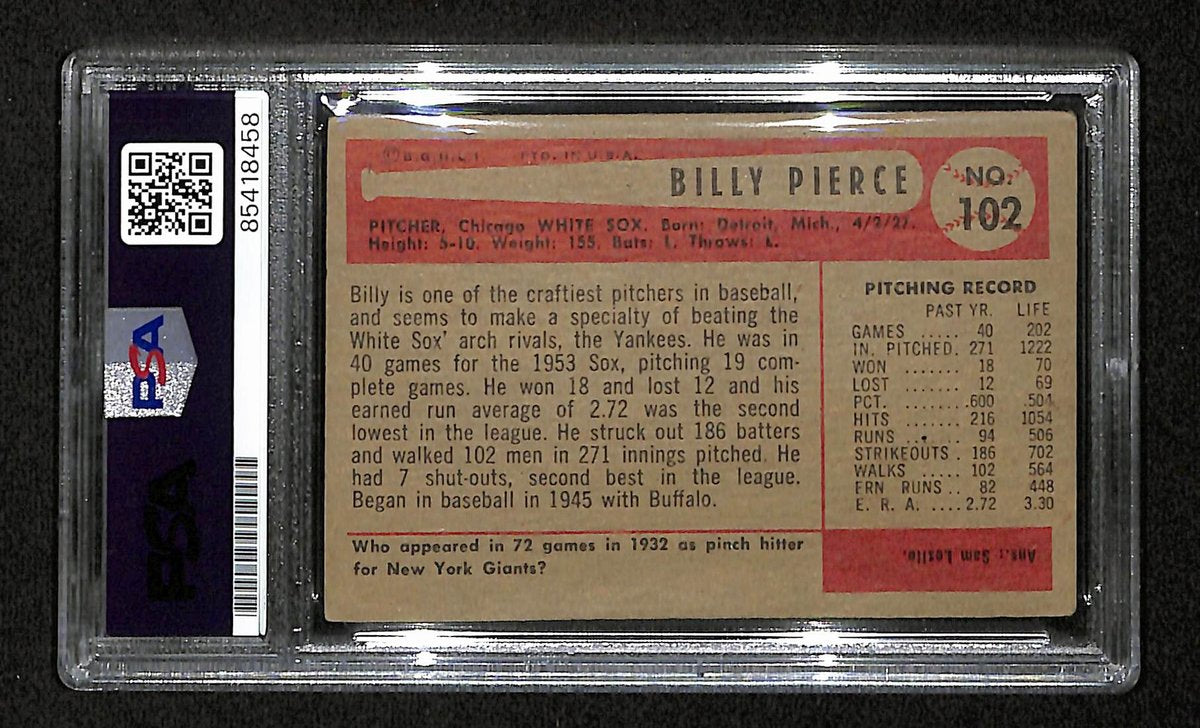 85418458
PSA
PSA
B.G.H.L.I. PTD. IN U.S.A.
BILLY PIERCE
NO.
102
PITCHER, Chicago WHITE SOX. Born: Detroit, Mich., 4/2/27.
Height: 5-10. Weight: 155. Bats: L. Throws: L.
Billy is one of the craftiest pitchers in baseball,
and seems to make a specialty of beating the
White Sox' arch rivals, the Yankees. He was in
40 games for the 1953 Sox, pitching 19 com-
plete games. He won 18 and lost 12 and his
earned run average of 2.72 was the second
lowest in the league. He struck out 186 batters
and walked 102 men in 271 innings pitched. He
had 7 shut-outs, second best in the league.
Began in baseball in 1945 with Buffalo.
PITCHING RECORD
PAST YR. LIFE
GAMES ..... 40 202
IN. PITCHED. 271 1222
WON ....... 18 70
LOST ....... 12 69
PCT. ........ .600 .504
HITS ....... 216 1054
RUNS ...... 94 506
STRIKEOUTS . 186 702
WALKS .... 102 564
ERN RUNS .. 82 448
E. R. A. .... 2.72 3.30
Who appeared in 72 games in 1932 as pinch hitter
for New York Giants?
Ans.: Sam Leslie.